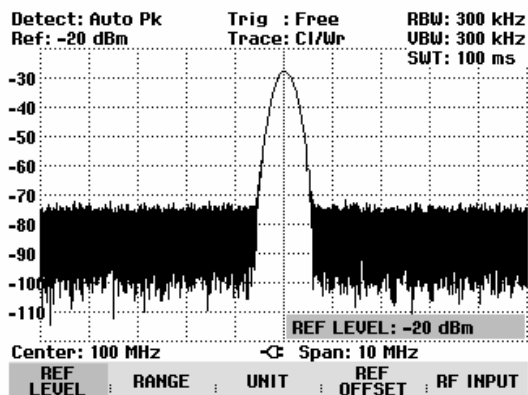 Detect: Auto Pk Trig : Free RBW: 300 kHz
Ref: -20 dBm Trace: Cl/Wr VBW: 300 kHz
SWT: 100 ms
-30
-40
-50
-60
-70
-80
-90
-100
-110
REF LEVEL: -20 dBm
Center: 100 MHz Span: 10 MHz
REF LEVEL RANGE UNIT REF OFFSET RF INPUT